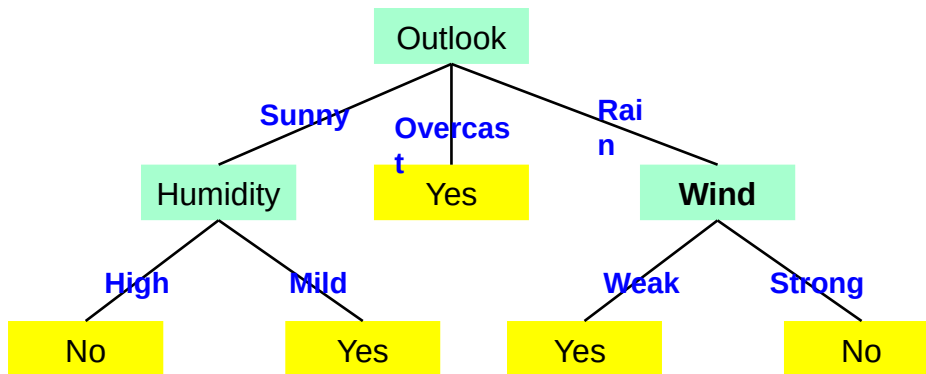 Outlook
Sunny
Overcas
t
Rai
n
Humidity
Yes
Wind
High
Mild
Weak
Strong
No
Yes
Yes
No